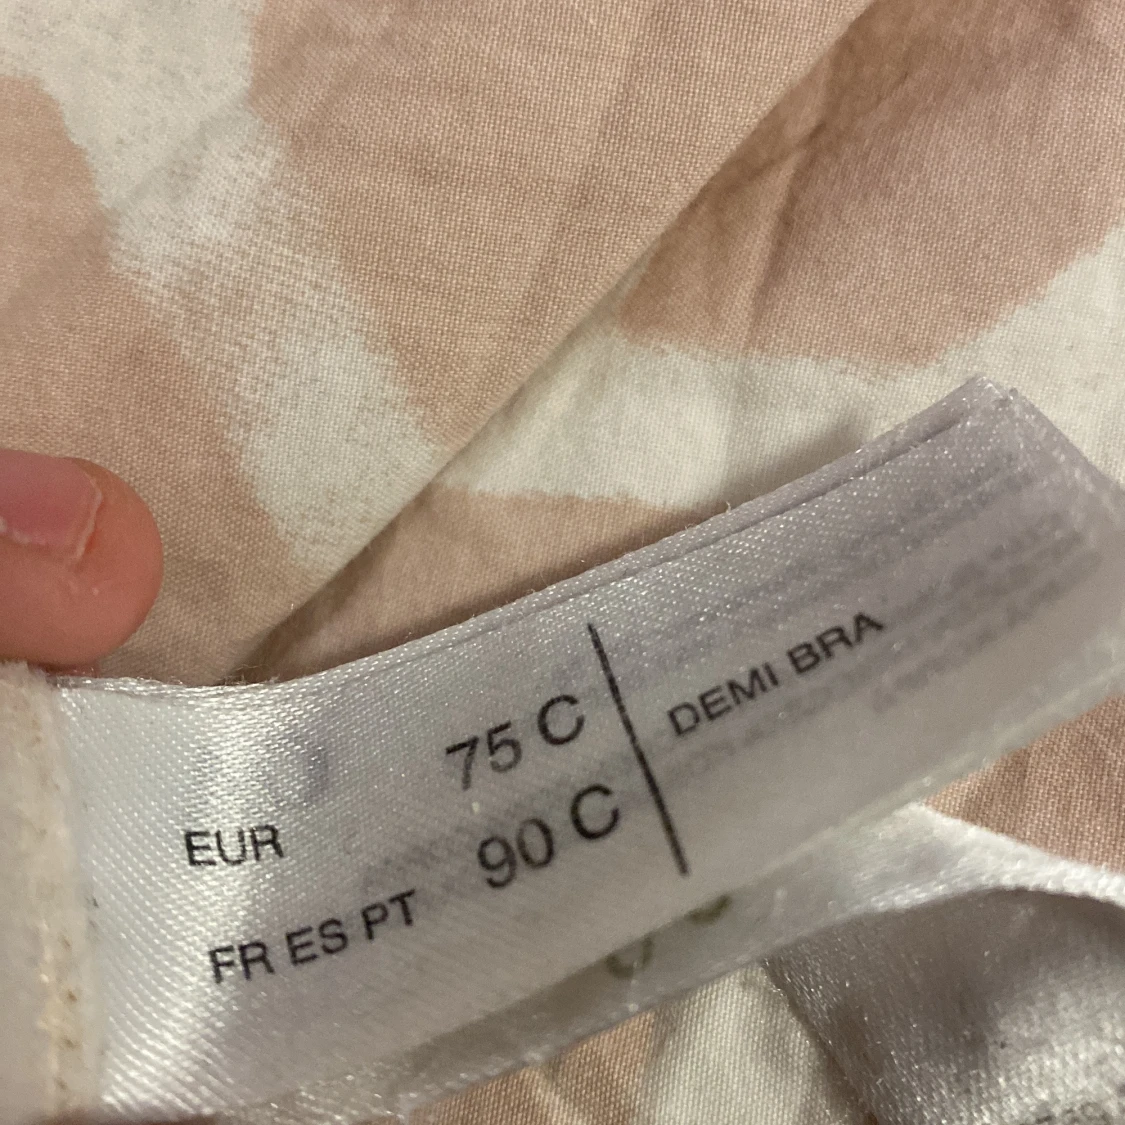 EUR 75 C
FR ES PT 90 C
DEMI BRA